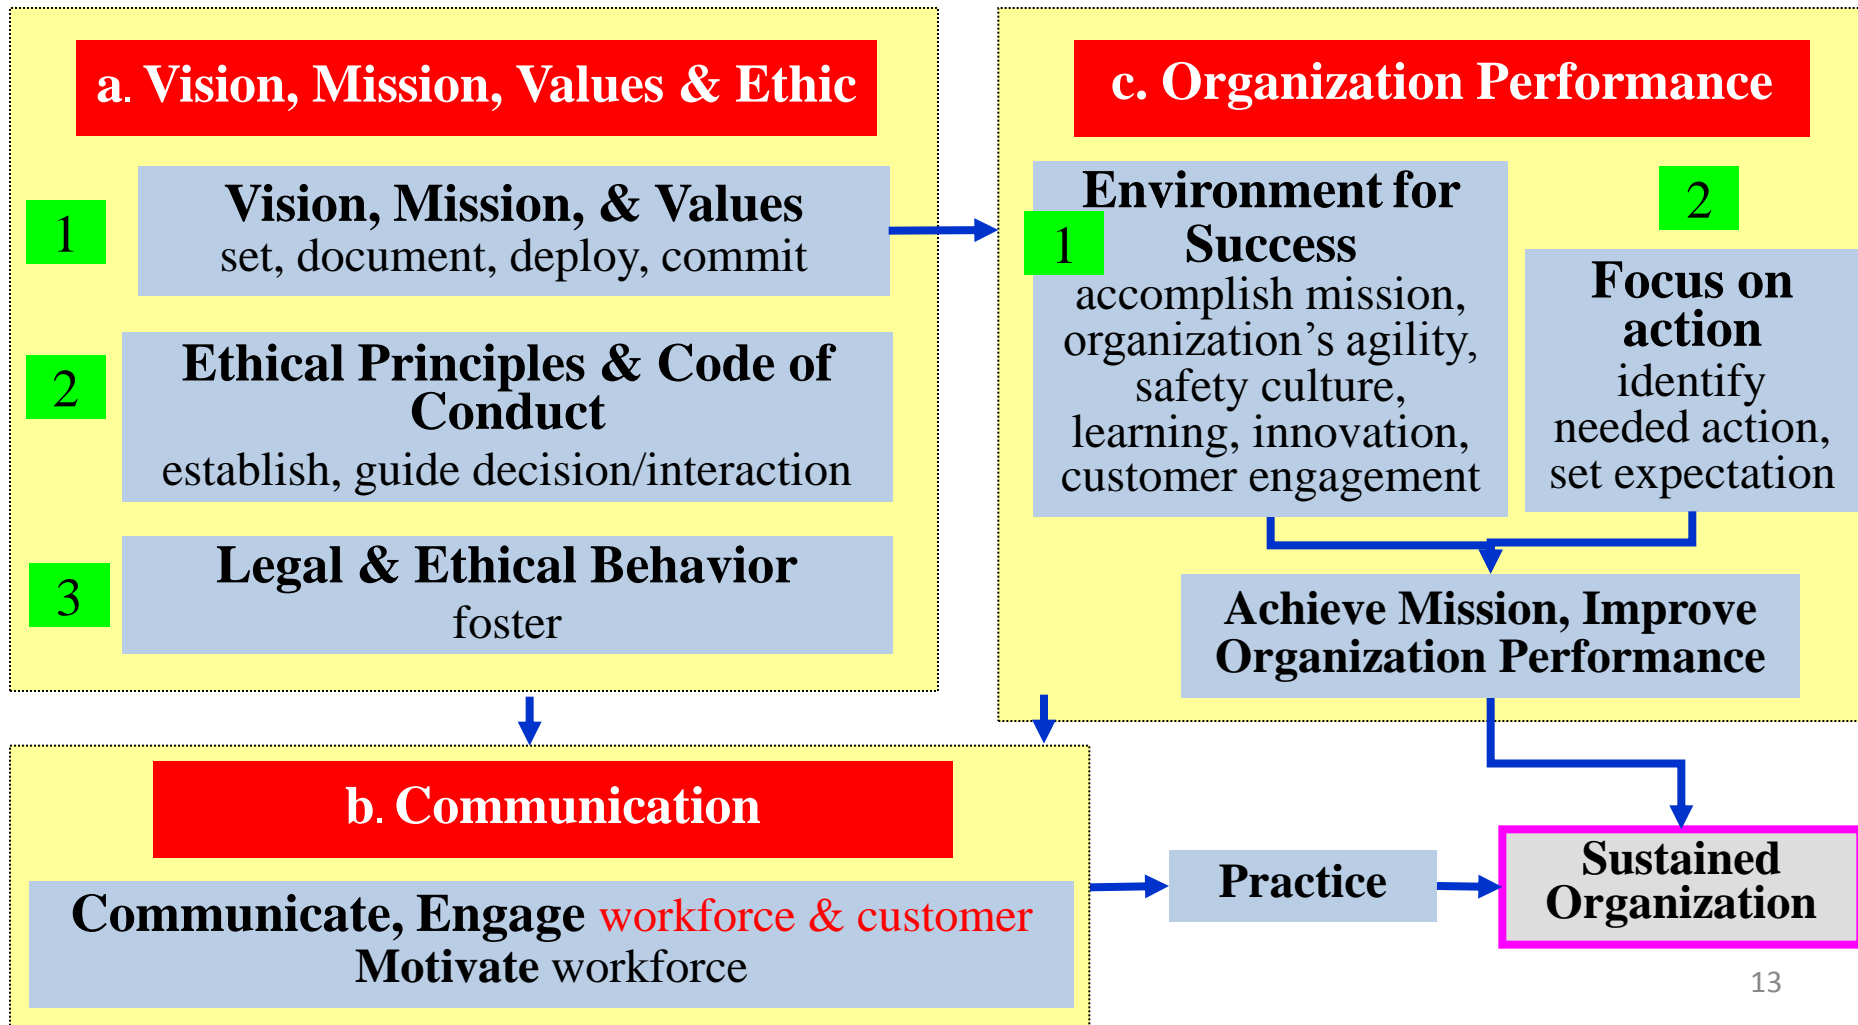 a. Vision, Mission, Values & Ethic
1
Vision, Mission, & Values
set, document, deploy, commit
2
Ethical Principles & Code of
Conduct
establish, guide decision/interaction
3
Legal & Ethical Behavior
foster
c. Organization Performance
1
Environment for
Success
accomplish mission,
organization’s agility,
safety culture,
learning, innovation,
customer engagement
2
Focus on
action
identify
needed action,
set expectation
Achieve Mission, Improve
Organization Performance
b. Communication
Communicate, Engage workforce & customer
Motivate workforce
Practice
Sustained
Organization
13